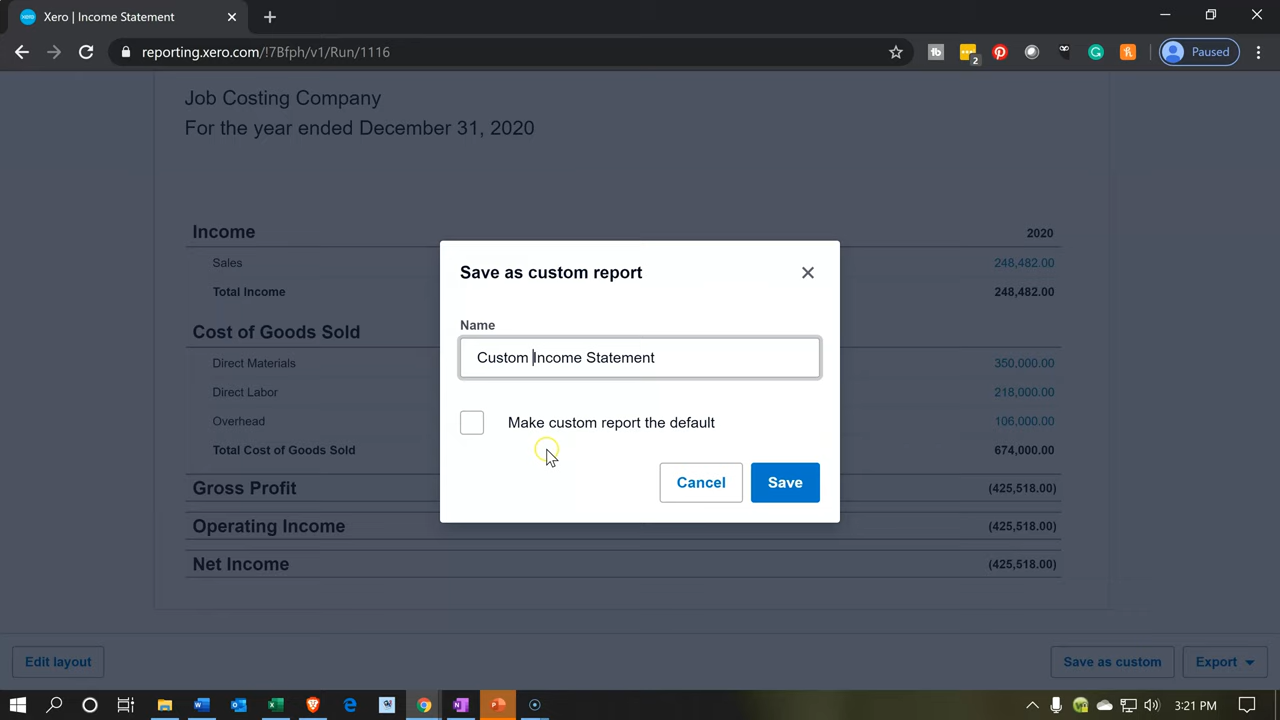 Xero | Income Statement
reporting.xero.com/!7Bfph/v1/Run/1116
Paused
2
Job Costing Company
For the year ended December 31, 2020
Income 2020
Sales 248,482.00
Total Income 248,482.00
Cost of Goods Sold
Direct Materials 350,000.00
Direct Labor 218,000.00
Overhead 106,000.00
Total Cost of Goods Sold 674,000.00
Gross Profit (425,518.00)
Operating Income (425,518.00)
Net Income (425,518.00)
Save as custom report
Name
Custom Income Statement
Make custom report the default
Cancel Save
Edit layout Save as custom Export
3:21 PM